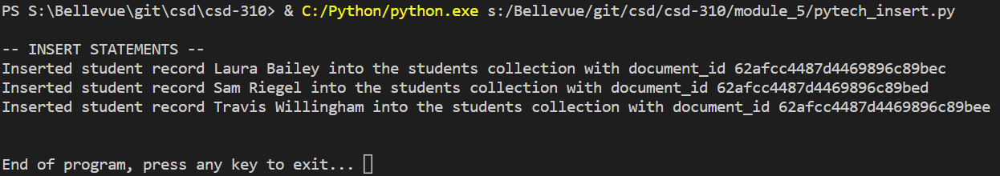 PS S:\Bellevue\git\csd\csd-310> & C:/Python/python.exe s:/Bellevue/git/csd/csd-310/module_5/pytech_insert.py
-- INSERT STATEMENTS --
Inserted student record Laura Bailey into the students collection with document_id 62afcc4487d4469896c89bec
Inserted student record Sam Riegel into the students collection with document_id 62afcc4487d4469896c89bed
Inserted student record Travis Willingham into the students collection with document_id 62afcc4487d4469896c89bee
End of program, press any key to exit...